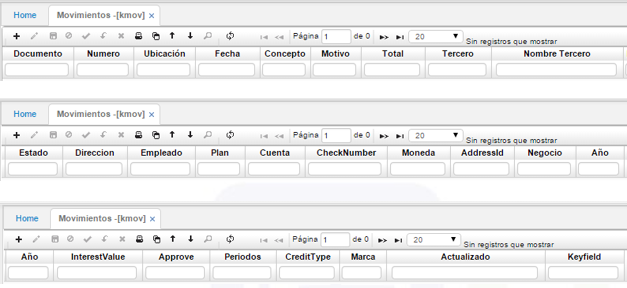 Home Movimientos -[kmov] ×
Página 1 de 0 20 Sin registros que mostrar
Documento Numero Ubicación Fecha Concepto Motivo Total Tercero Nombre Tercero
Home Movimientos -[kmov] ×
Página 1 de 0 20 Sin registros que mostrar
Estado Direccion Empleado Plan Cuenta CheckNumber Moneda AddressId Negocio Año
Home Movimientos -[kmov] ×
Página 1 de 0 20 Sin registros que mostrar
Año InterestValue Approve Periodos CreditType Marca Actualizado Keyfield